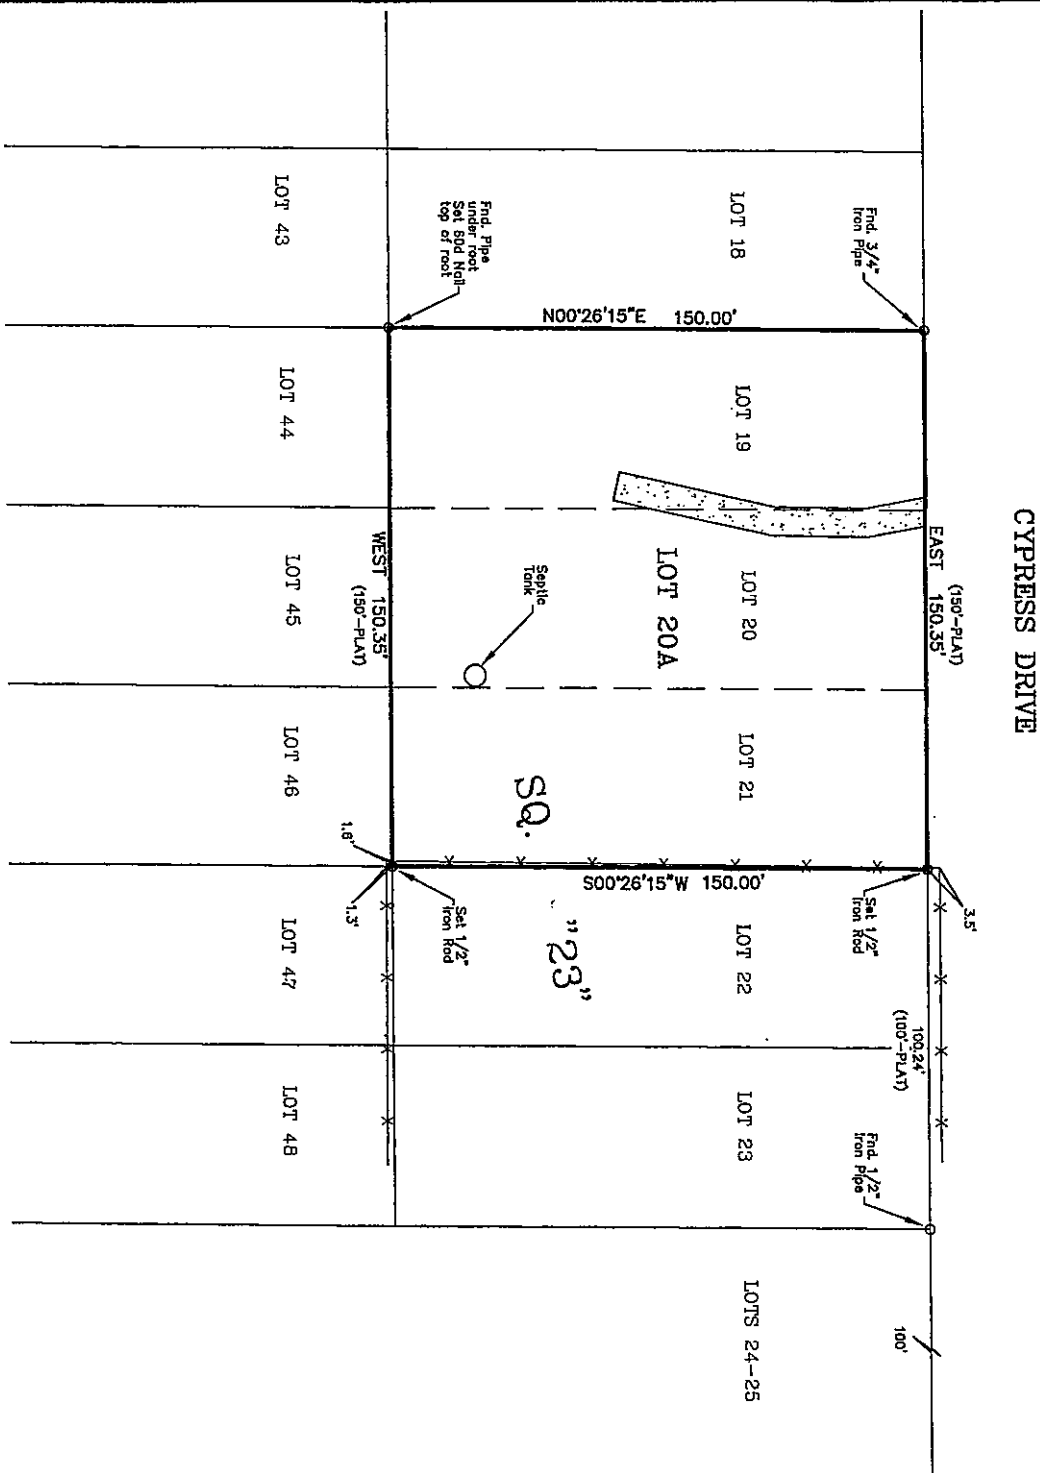 CYPRESS DRIVE
(150'-PLAT)
EAST 150.35'
100.24'
(100'-PLAT)
100'
3.5'
Fnd. 3/4"
Iron Pipe
Set 1/2"
Iron Rod
Fnd. 1/2"
Iron Pipe
LOT 18
LOT 19
LOT 20
LOT 21
LOT 22
LOT 23
LOTS 24-25
LOT 20A
N00°26'15"E 150.00'
S00°26'15"W 150.00'
SQ. "23"
Septic
Tank
Fnd. Pipe
under root
Set 60d Nail
top of root
Set 1/2"
Iron Rod
WEST 150.35'
(150'-PLAT)
1.6'
1.3'
LOT 43
LOT 44
LOT 45
LOT 46
LOT 47
LOT 48